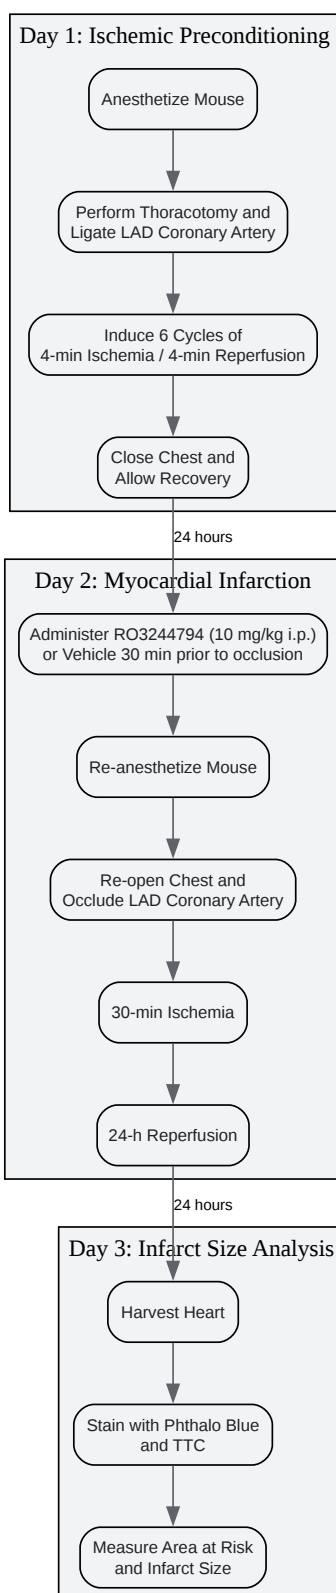 Day 1: Ischemic Preconditioning
Anesthetize Mouse
Perform Thoracotomy and
Ligate LAD Coronary Artery
Induce 6 Cycles of
4-min Ischemia / 4-min Reperfusion
Close Chest and
Allow Recovery
24 hours
Day 2: Myocardial Infarction
Administer RO3244794 (10 mg/kg i.p.)
or Vehicle 30 min prior to occlusion
Re-anesthetize Mouse
Re-open Chest and
Occlude LAD Coronary Artery
30-min Ischemia
24-h Reperfusion
24 hours
Day 3: Infarct Size Analysis
Harvest Heart
Stain with Phthalo Blue
and TTC
Measure Area at Risk
and Infarct Size